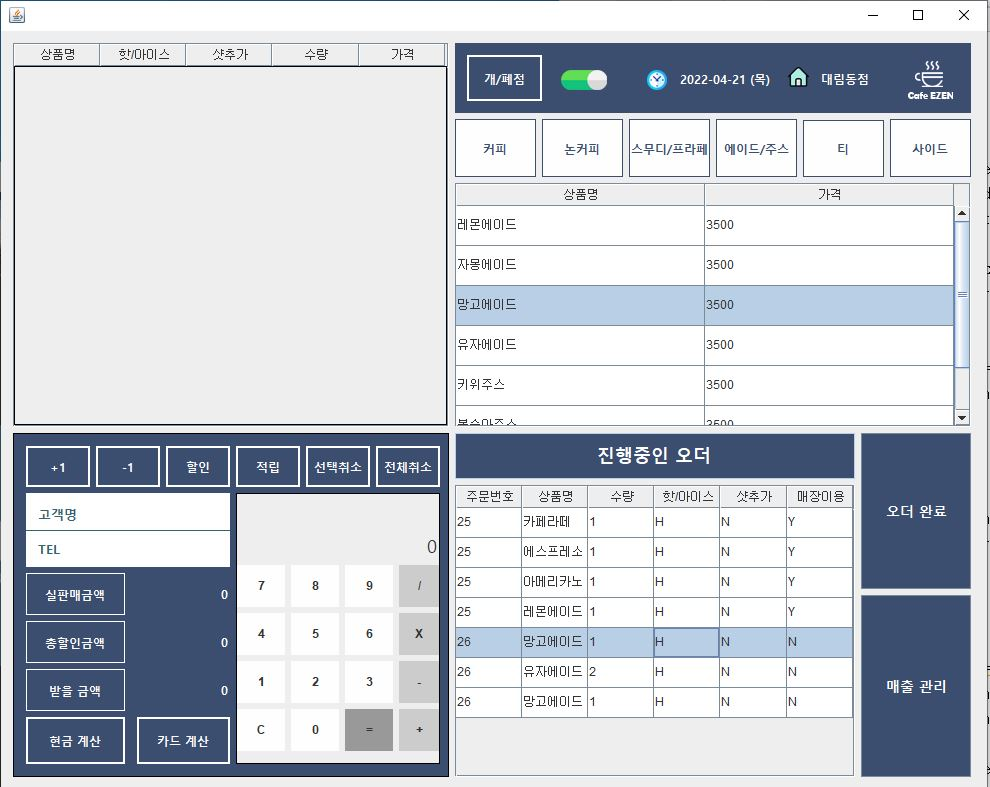 상품명 핫/아이스 샷추가 수량 가격
개/폐점 2022-04-21 (목) 대림동점 Cafe EZEN
커피 논커피 스무디/프라페 에이드/주스 티 사이드
상품명 가격
레몬에이드 3500
자몽에이드 3500
망고에이드 3500
유자에이드 3500
키위주스 3500
복숭아주스 3500
+1 -1 할인 적립 선택취소 전체취소
고객명
TEL
실판매금액 0
총할인금액 0
받을 금액 0
현금 계산 카드 계산
0
7 8 9 /
4 5 6 X
1 2 3 -
C 0 = +
진행중인 오더
주문번호 상품명 수량 핫/아이스 샷추가 매장이용
25 카페라떼 1 H N Y
25 에스프레소 1 H N Y
25 아메리카노 1 H N Y
25 레몬에이드 1 H N Y
26 망고에이드 1 H N N
26 유자에이드 2 H N N
26 망고에이드 1 H N N
오더 완료
매출 관리